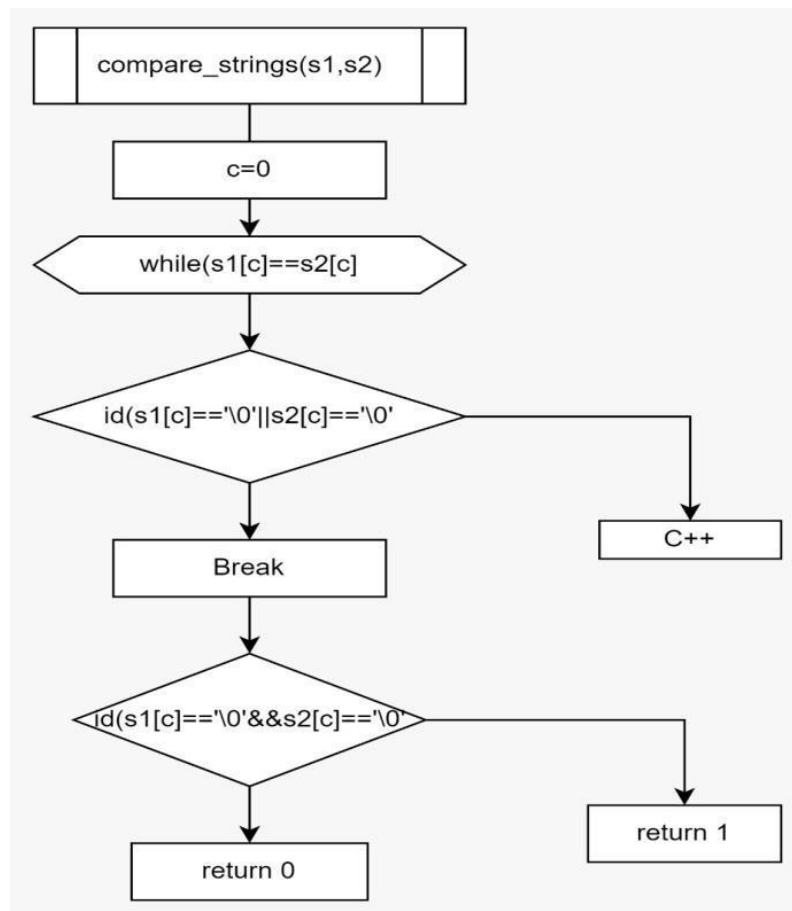 compare_strings(s1,s2)
c=0
while(s1[c]==s2[c]
id(s1[c]=='\0'||s2[c]=='\0'
C++
Break
id(s1[c]=='\0'&&s2[c]=='\0'
return 1
return 0